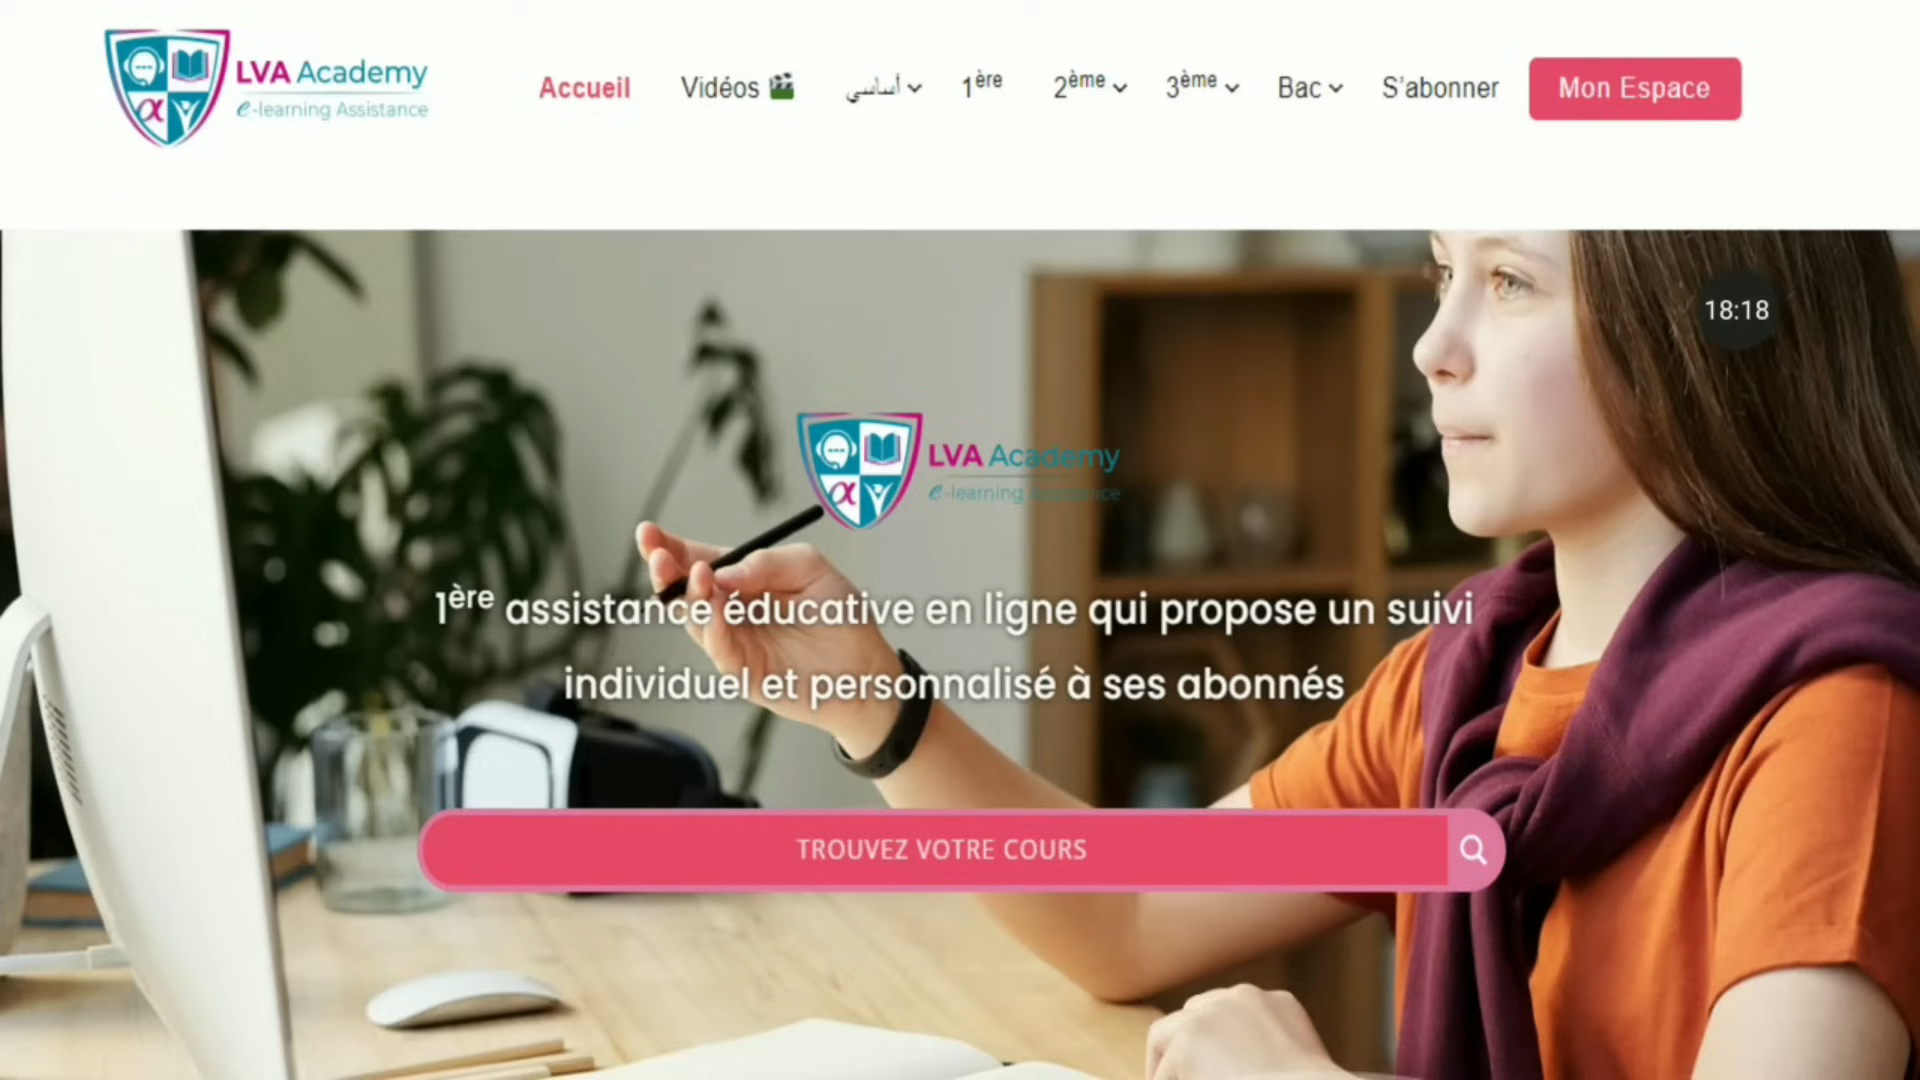 LVA Academy
e-learning Assistance
Accueil
Vidéos
أساسي
1ère
2ème
3ème
Bac
S'abonner
Mon Espace
18:18
LVA Academy
e-learning Assistance
1ère assistance éducative en ligne qui propose un suivi
individuel et personnalisé à ses abonnés
TROUVEZ VOTRE COURS